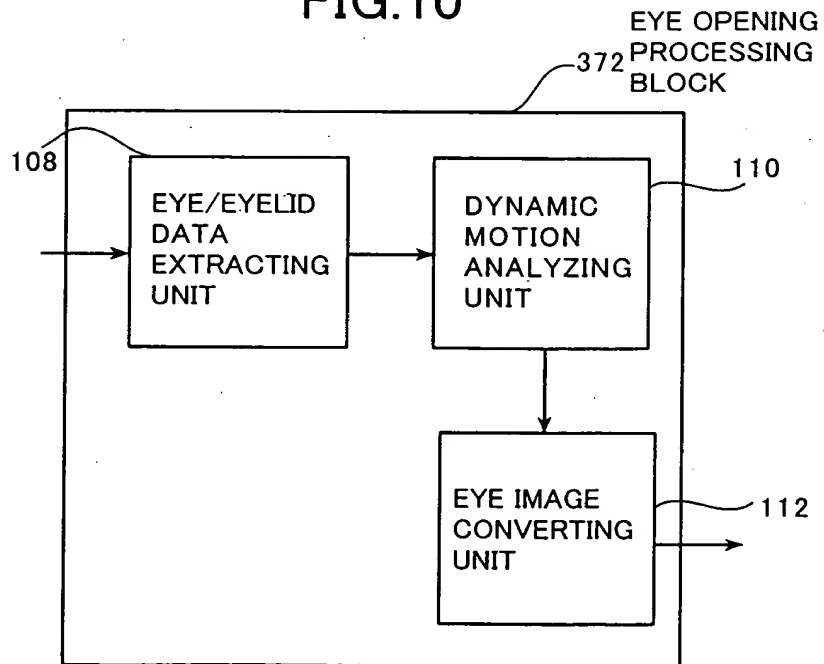 FIG.10
EYE OPENING
PROCESSING
BLOCK
372
108
EYE/EYELID
DATA
EXTRACTING
UNIT
DYNAMIC
MOTION
ANALYZING
UNIT
110
EYE IMAGE
CONVERTING
UNIT
112